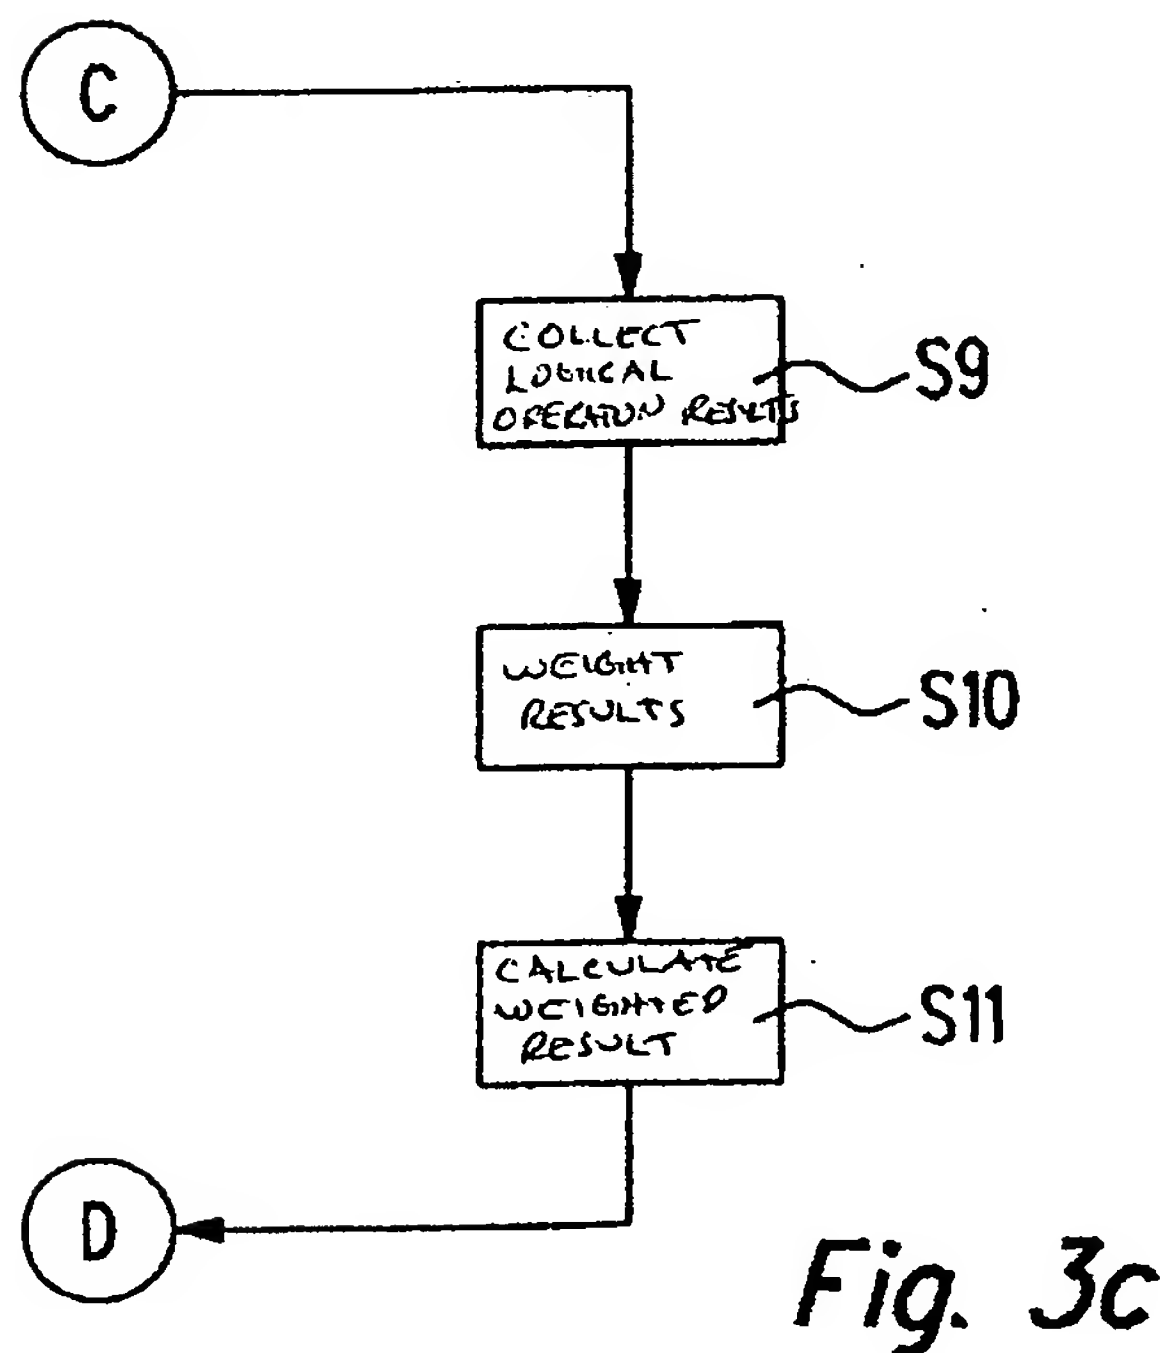 C
COLLECT
LOGICAL
OPERATION RESULTS
S9
WEIGHT
RESULTS
S10
CALCULATE
WEIGHTED
RESULT
S11
D
Fig. 3c